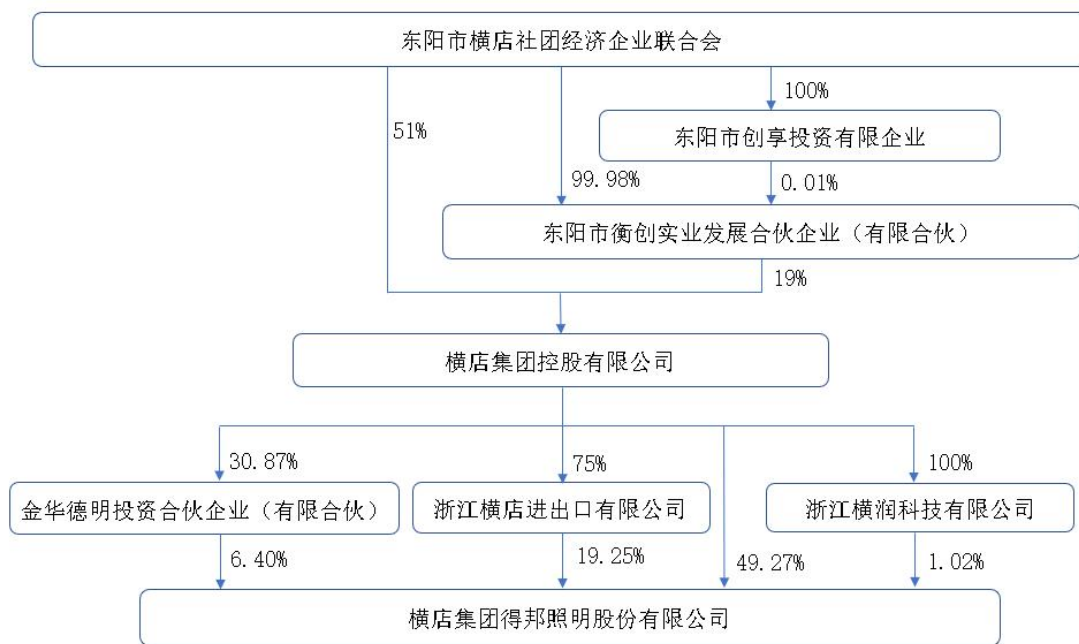 东阳市横店社团经济企业联合会
100%
51%
东阳市创享投资有限企业
99.98%
0.01%
东阳市衡创实业发展合伙企业（有限合伙）
19%
横店集团控股有限公司
30.87%
75%
100%
金华德明投资合伙企业（有限合伙）
浙江横店进出口有限公司
浙江横润科技有限公司
6.40%
19.25%
49.27%
1.02%
横店集团得邦照明股份有限公司